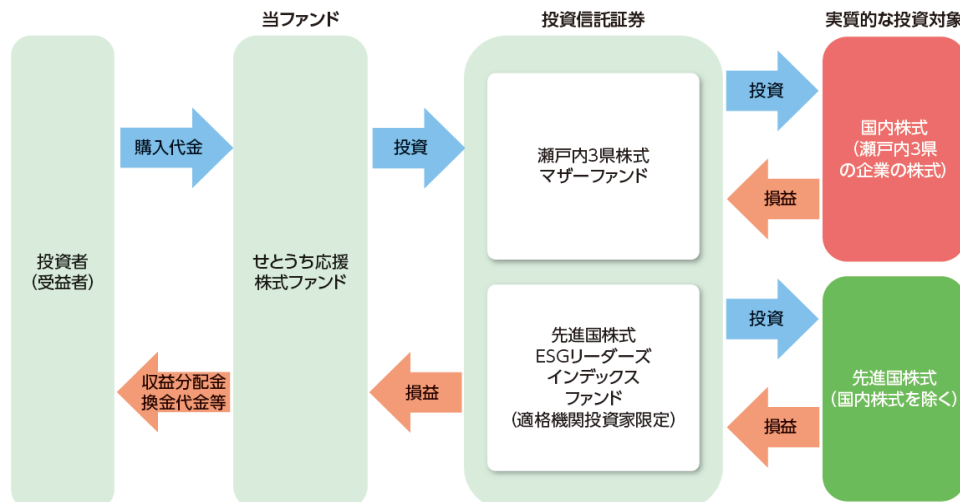 当ファンド
投資信託証券
実質的な投資対象
投資者
(受益者)
購入代金
収益分配金
換金代金等
せとうち応援
株式ファンド
投資
損益
瀬戸内3県株式
マザーファンド
先進国株式
ESGリーダーズ
インデックス
ファンド
(適格機関投資家限定)
投資
損益
投資
損益
国内株式
(瀬戸内3県
の企業の株式)
先進国株式
(国内株式を除く)